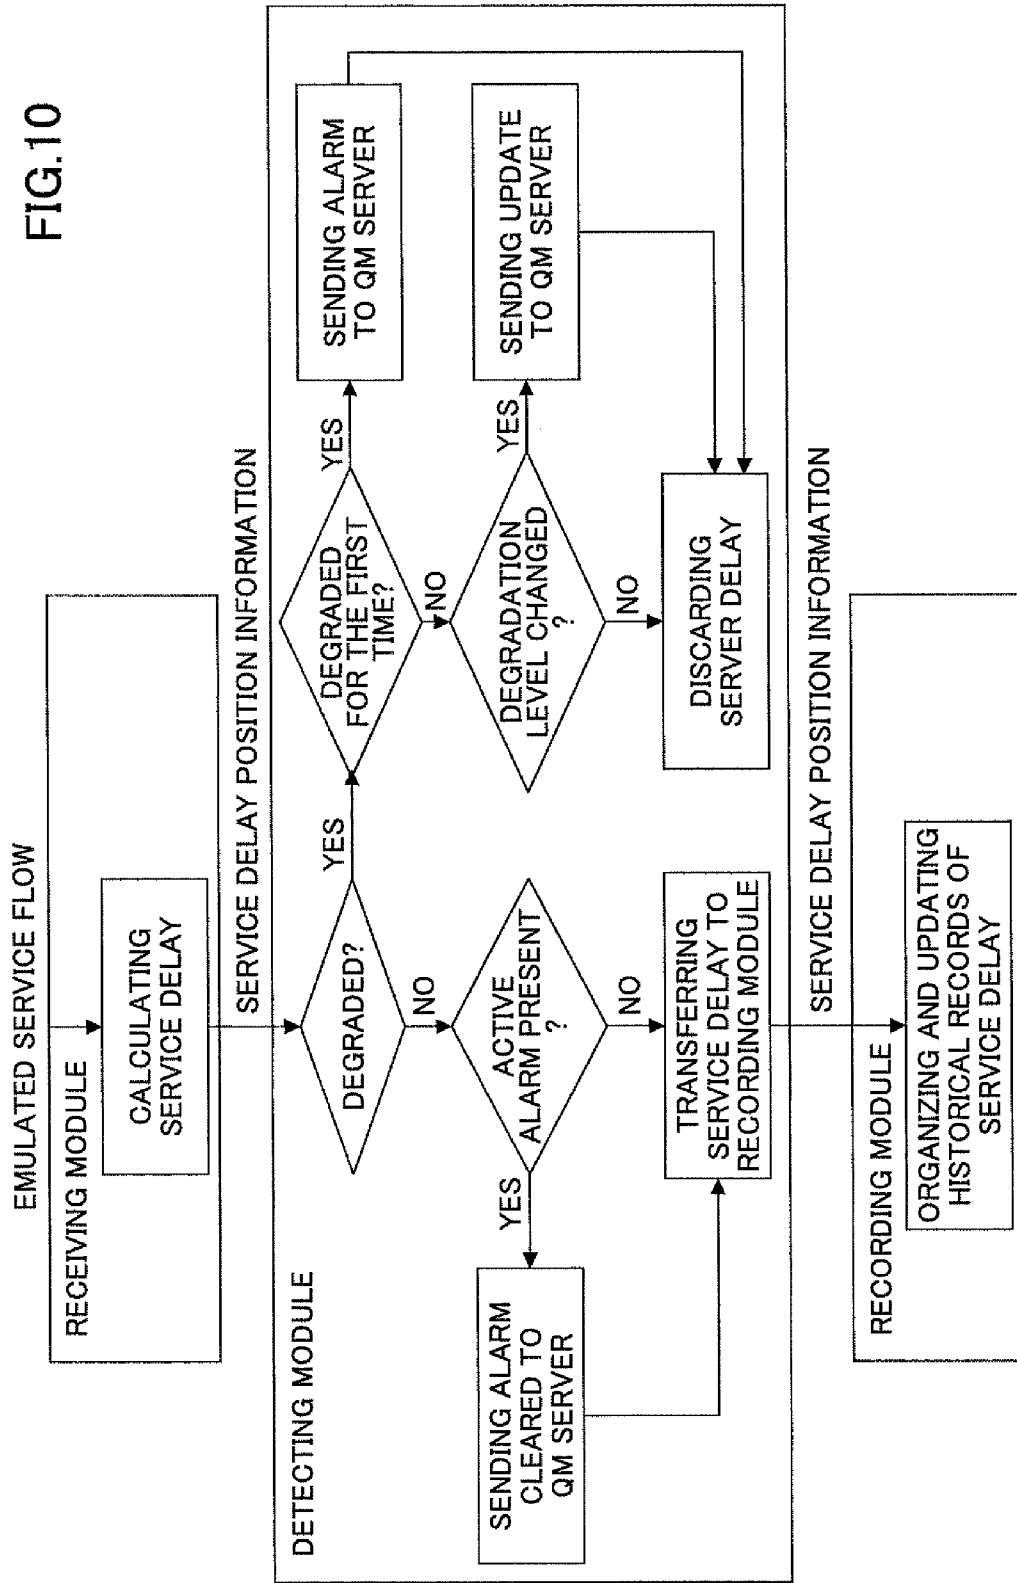 FIG.10
EMULATED SERVICE FLOW
RECEIVING MODULE
CALCULATING
SERVICE DELAY
SERVICE DELAY POSITION INFORMATION
DETECTING MODULE
DEGRADED?
YES
DEGRADED
FOR THE FIRST
TIME?
YES
SENDING ALARM
TO QM SERVER
NO
NO
SENDING ALARM
CLEARED TO
QM SERVER
YES
ACTIVE
ALARM PRESENT
?
DEGRADATION
LEVEL CHANGED
?
YES
SENDING UPDATE
TO QM SERVER
NO
NO
TRANSFERRING
SERVICE DELAY TO
RECORDING MODULE
DISCARDING
SERVER DELAY
SERVICE DELAY POSITION INFORMATION
RECORDING MODULE
ORGANIZING AND UPDATING
HISTORICAL RECORDS OF
SERVICE DELAY